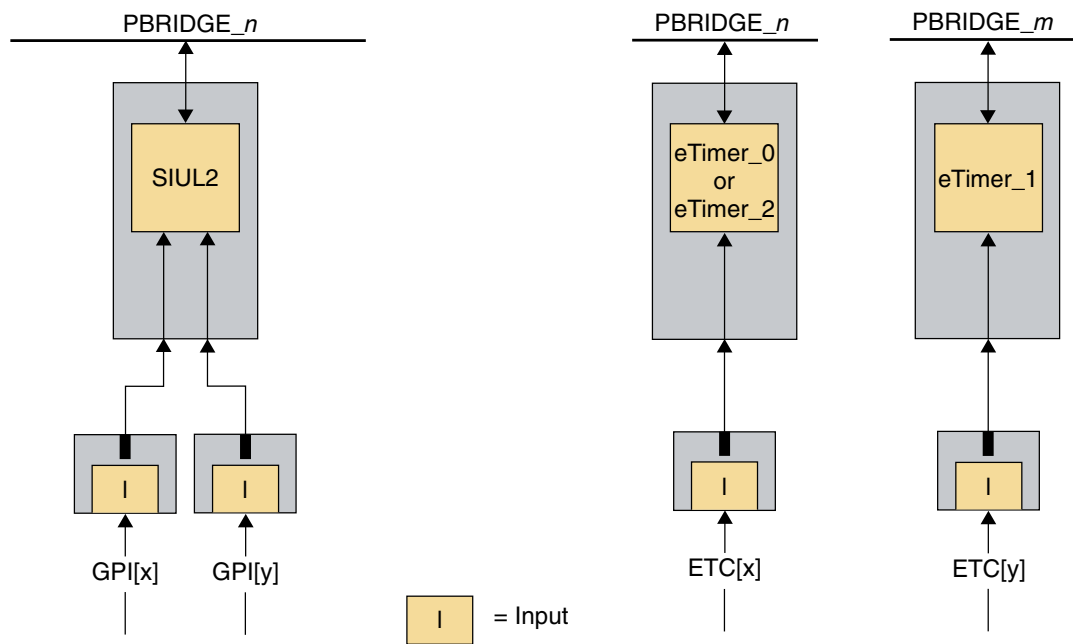 PBRIDGE_n
PBRIDGE_n
PBRIDGE_m
SIUL2
eTimer_0
or
eTimer_2
eTimer_1
I
I
I
I
GPI[x]
GPI[y]
ETC[x]
ETC[y]
I = Input